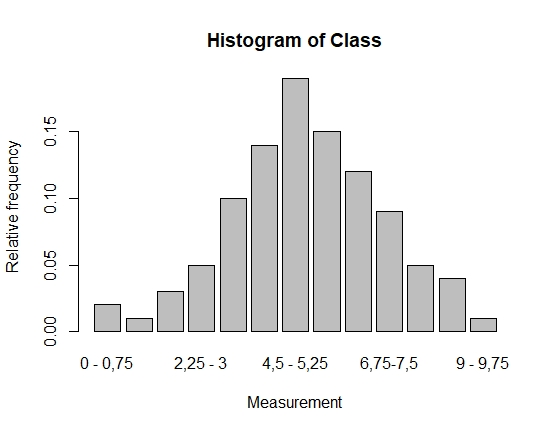 Histogram of Class
Relative frequency
0.15
0.10
0.05
0.00
0 - 0,75 2,25 - 3 4,5 - 5,25 6,75-7,5 9 - 9,75
Measurement